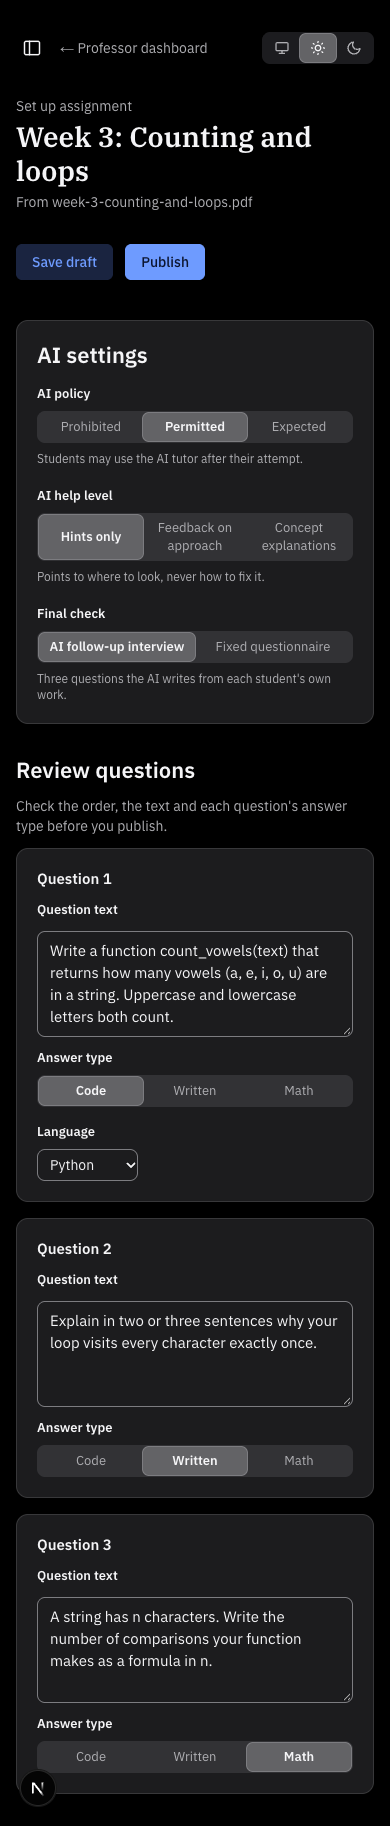 ← Professor dashboard
Set up assignment
Week 3: Counting and
loops
From week-3-counting-and-loops.pdf
Save draft
Publish
AI settings
AI policy
Prohibited
Permitted
Expected
Students may use the AI tutor after their attempt.
AI help level
Hints only
Feedback on
approach
Concept
explanations
Points to where to look, never how to fix it.
Final check
AI follow-up interview
Fixed questionnaire
Three questions the AI writes from each student's own
work.
Review questions
Check the order, the text and each question's answer
type before you publish.
Question 1
Question text
Write a function count_vowels(text) that
returns how many vowels (a, e, i, o, u) are
in a string. Uppercase and lowercase
letters both count.
Answer type
Code
Written
Math
Language
Python
Question 2
Question text
Explain in two or three sentences why your
loop visits every character exactly once.
Answer type
Code
Written
Math
Question 3
Question text
A string has n characters. Write the
number of comparisons your function
makes as a formula in n.
Answer type
Code
Written
Math
N